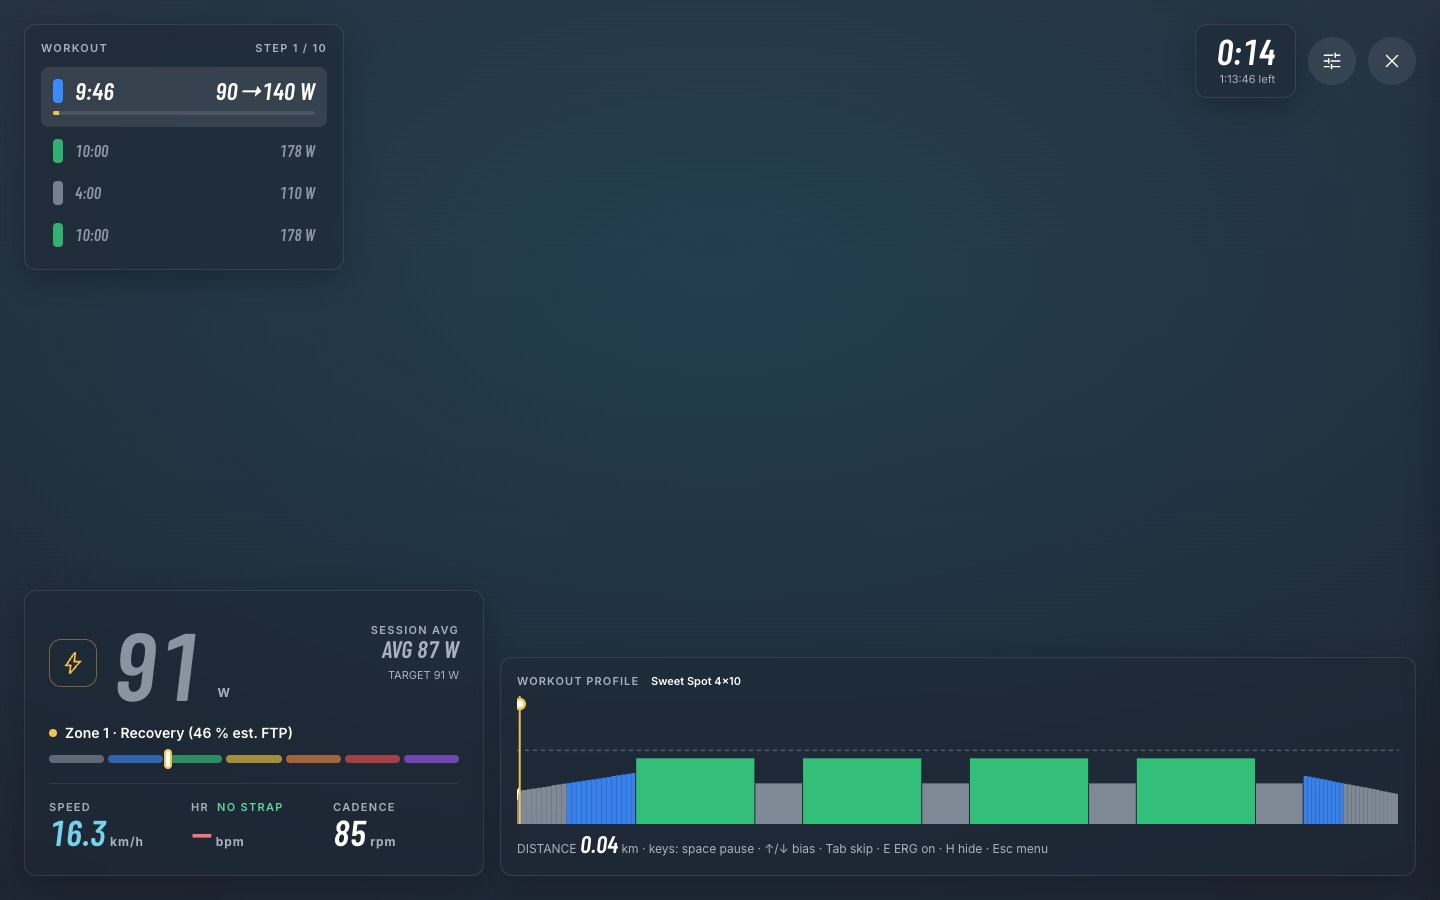 WORKOUT STEP 1 / 10
9:46 90→140 W
10:00 178 W
4:00 110 W
10:00 178 W
0:14
1:13:46 left
91 W
SESSION AVG
AVG 87 W
TARGET 91 W
Zone 1 · Recovery (46 % est. FTP)
SPEED HR NO STRAP CADENCE
16.3 km/h — bpm 85 rpm
WORKOUT PROFILE Sweet Spot 4×10
DISTANCE 0.04 km · keys: space pause · ↑/↓ bias · Tab skip · E ERG on · H hide · Esc menu